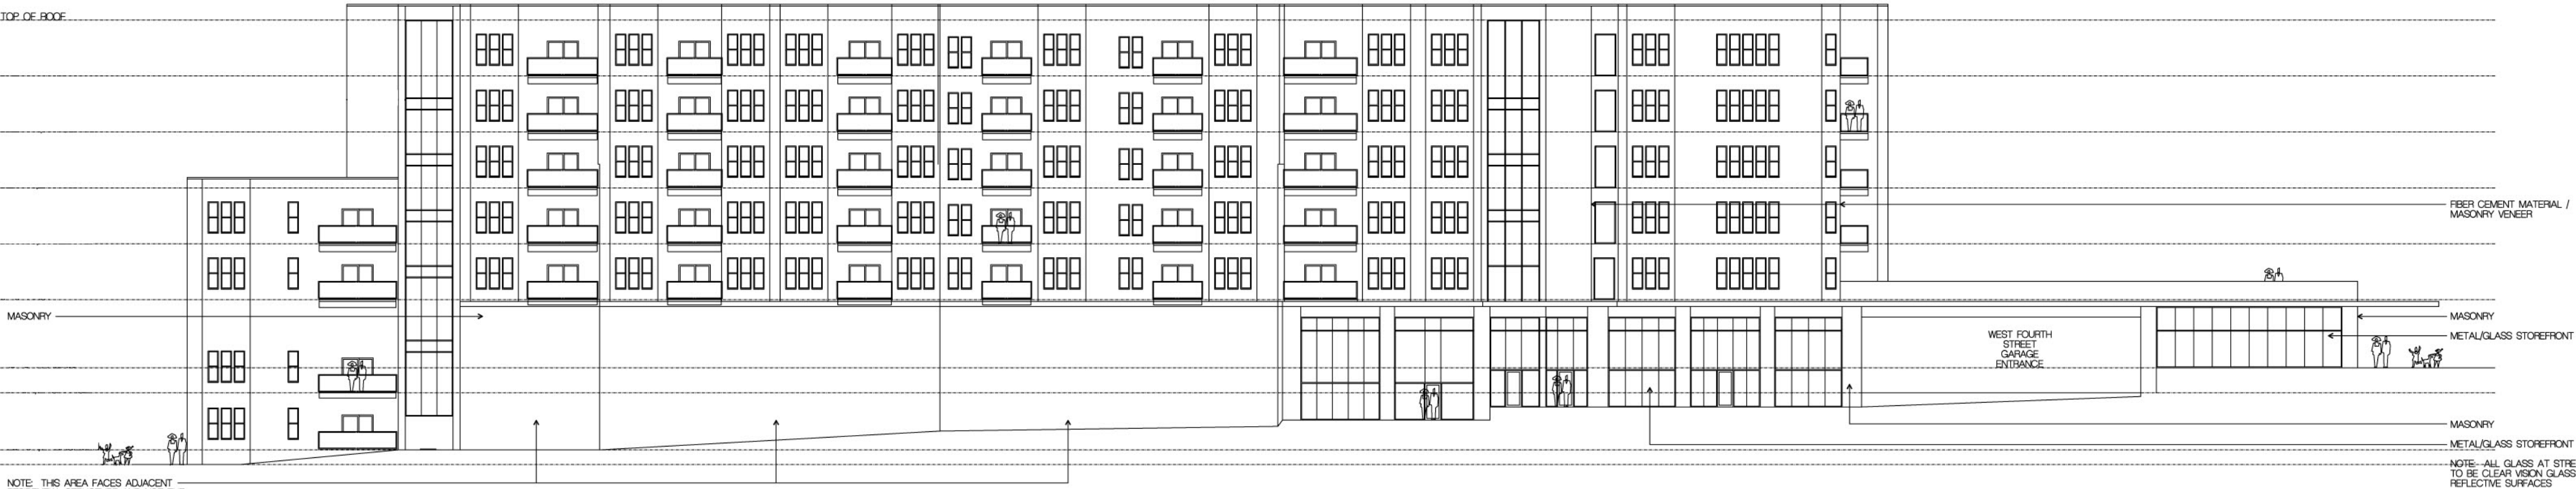 TOP OF ROOF
FIBER CEMENT MATERIAL /
MASONRY VENEER
MASONRY
MASONRY
WEST FOURTH
STREET
GARAGE
ENTRANCE
METAL/GLASS STOREFRONT
MASONRY
METAL/GLASS STOREFRONT
NOTE: ALL GLASS AT STRE
TO BE CLEAR VISION GLASS
REFLECTIVE SURFACES
NOTE: THIS AREA FACES ADJACENT